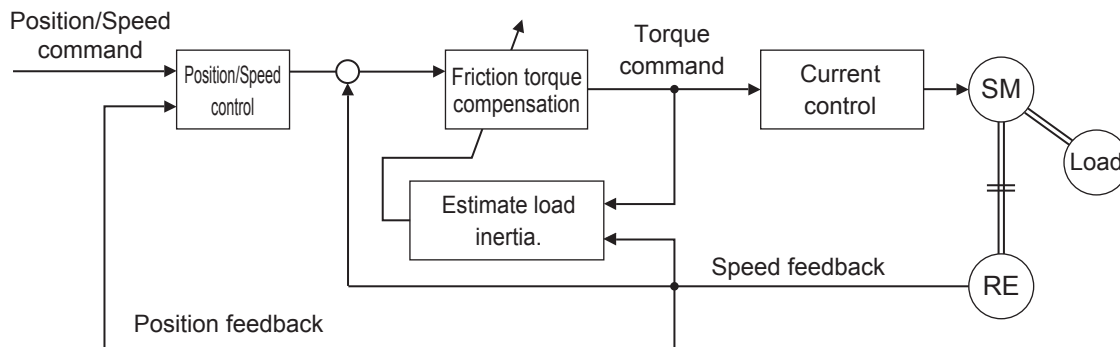 Position/Speed
command
Position/Speed
control
Friction torque
compensation
Torque
command
Current
control
SM
Load
Estimate load
inertia.
Speed feedback
RE
Position feedback